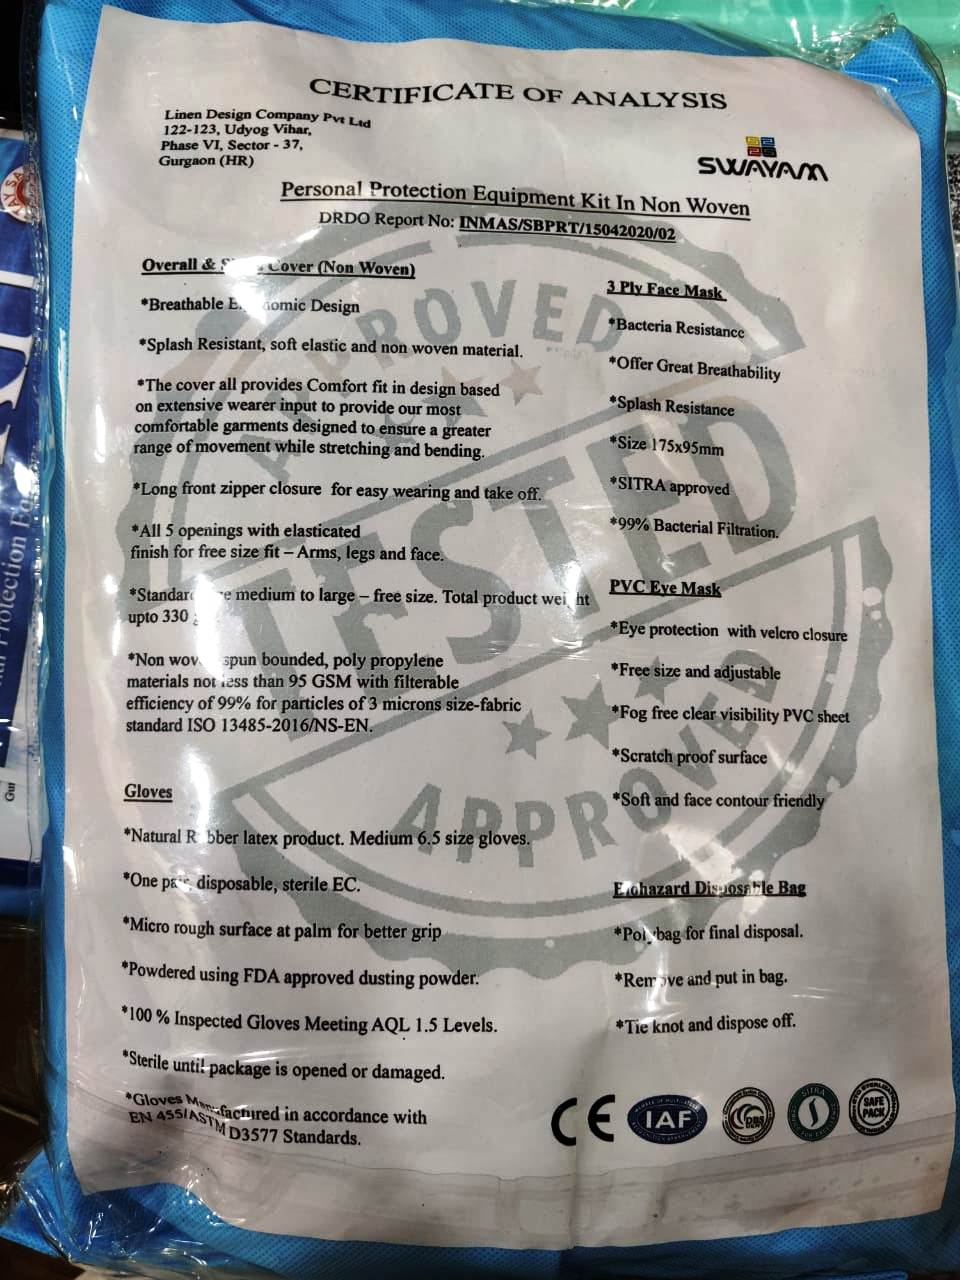 CERTIFICATE OF ANALYSIS
Linen Design Company Pvt Ltd
122-123, Udyog Vihar,
Phase VI, Sector - 37,
Gurgaon (HR)
SWAYAM
Personal Protection Equipment Kit In Non Woven
DRDO Report No: INMAS/SBPRT/15042020/02
Overall & Cover (Non Woven)
*Breathable Design
*Splash Resistant, soft elastic and non woven material.
*The cover all provides Comfort fit in design based
on extensive wearer input to provide our most
comfortable garments designed to ensure a greater
range of movement while stretching and bending.
*Long front zipper closure for easy wearing and take off.
*All 5 openings with elasticated
finish for free size fit – Arms, legs and face.
*Standard medium to large – free size. Total product weight
upto 330
*Non woven spun bounded, poly propylene
materials not less than 95 GSM with filterable
efficiency of 99% for particles of 3 microns size-fabric
standard ISO 13485-2016/NS-EN.
Gloves
*Natural Rubber latex product. Medium 6.5 size gloves.
*One pair, disposable, sterile EC.
*Micro rough surface at palm for better grip
*Powdered using FDA approved dusting powder.
*100 % Inspected Gloves Meeting AQL 1.5 Levels.
*Sterile until package is opened or damaged.
*Gloves Manufactured in accordance with
EN 455/ASTM D3577 Standards.
3 Ply Face Mask
*Bacteria Resistance
*Offer Great Breathability
*Splash Resistance
*Size 175x95mm
*SITRA approved
*99% Bacterial Filtration.
PVC Eye Mask
*Eye protection with velcro closure
*Free size and adjustable
*Fog free clear visibility PVC sheet
*Scratch proof surface
*Soft and face contour friendly
Biohazard Disposable Bag
*Polybag for final disposal.
*Remove and put in bag.
*Tie knot and dispose off.
APPROVED
TESTED
APPROVED
CE
IAF
DBS
SITRA
SAFE
PACK